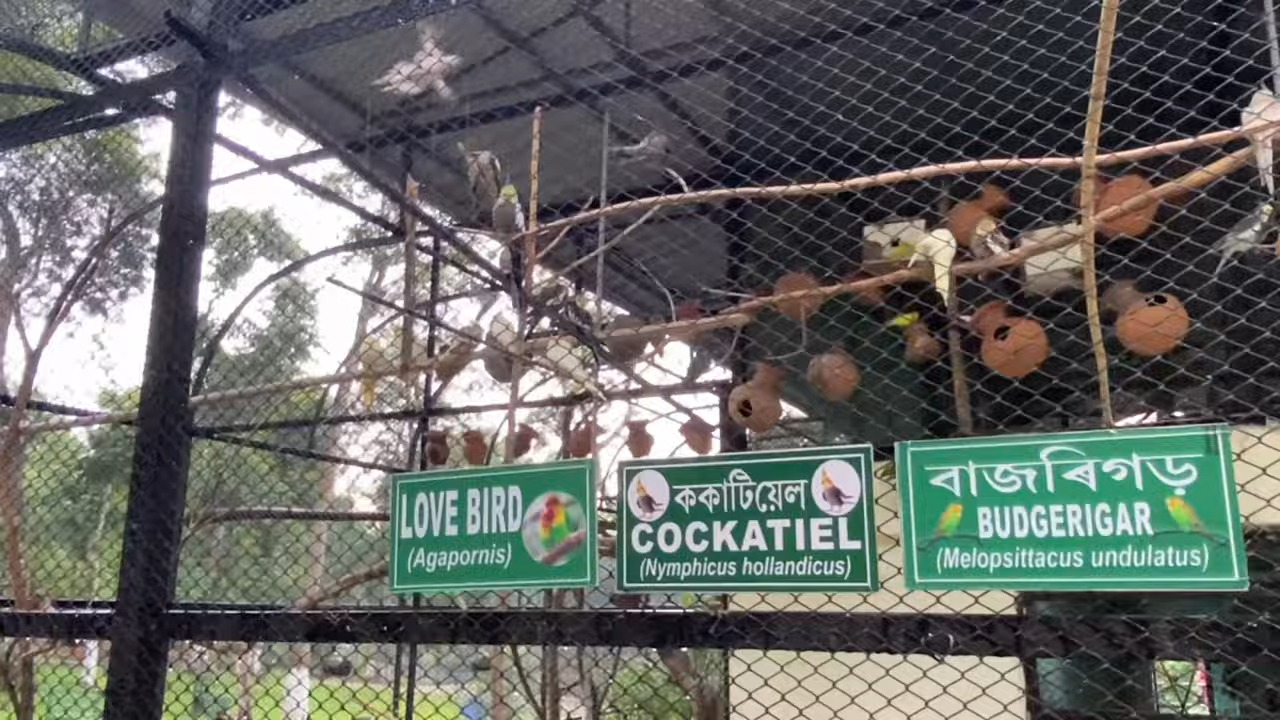 LOVE BIRD
(Agapornis)
ককাটিয়েল
COCKATIEL
(Nymphicus hollandicus)
বাজৰিগড়
BUDGERIGAR
(Melopsittacus undulatus)